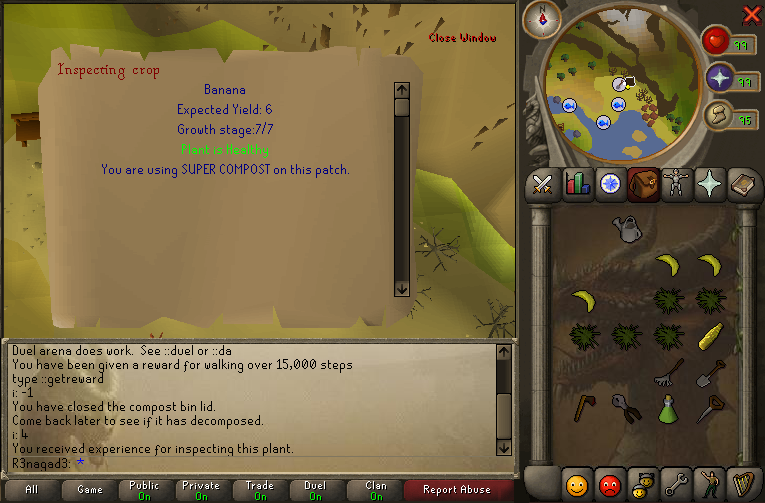 Close Window
Inspecting crop
Banana
Expected Yield: 6
Growth stage:7/7
Plant is Healthy
You are using SUPER COMPOST on this patch.
99
99
95
Duel arena does work. See ::duel or ::da
You have been given a reward for walking over 15,000 steps
type ::getreward
i: -1
You have closed the compost bin lid.
Come back later to see if it has decomposed.
i: 4
You received experience for inspecting this plant.
R3naqad3: *
All
Game
Public
On
Private
On
Trade
On
Duel
On
Clan
On
Report Abuse